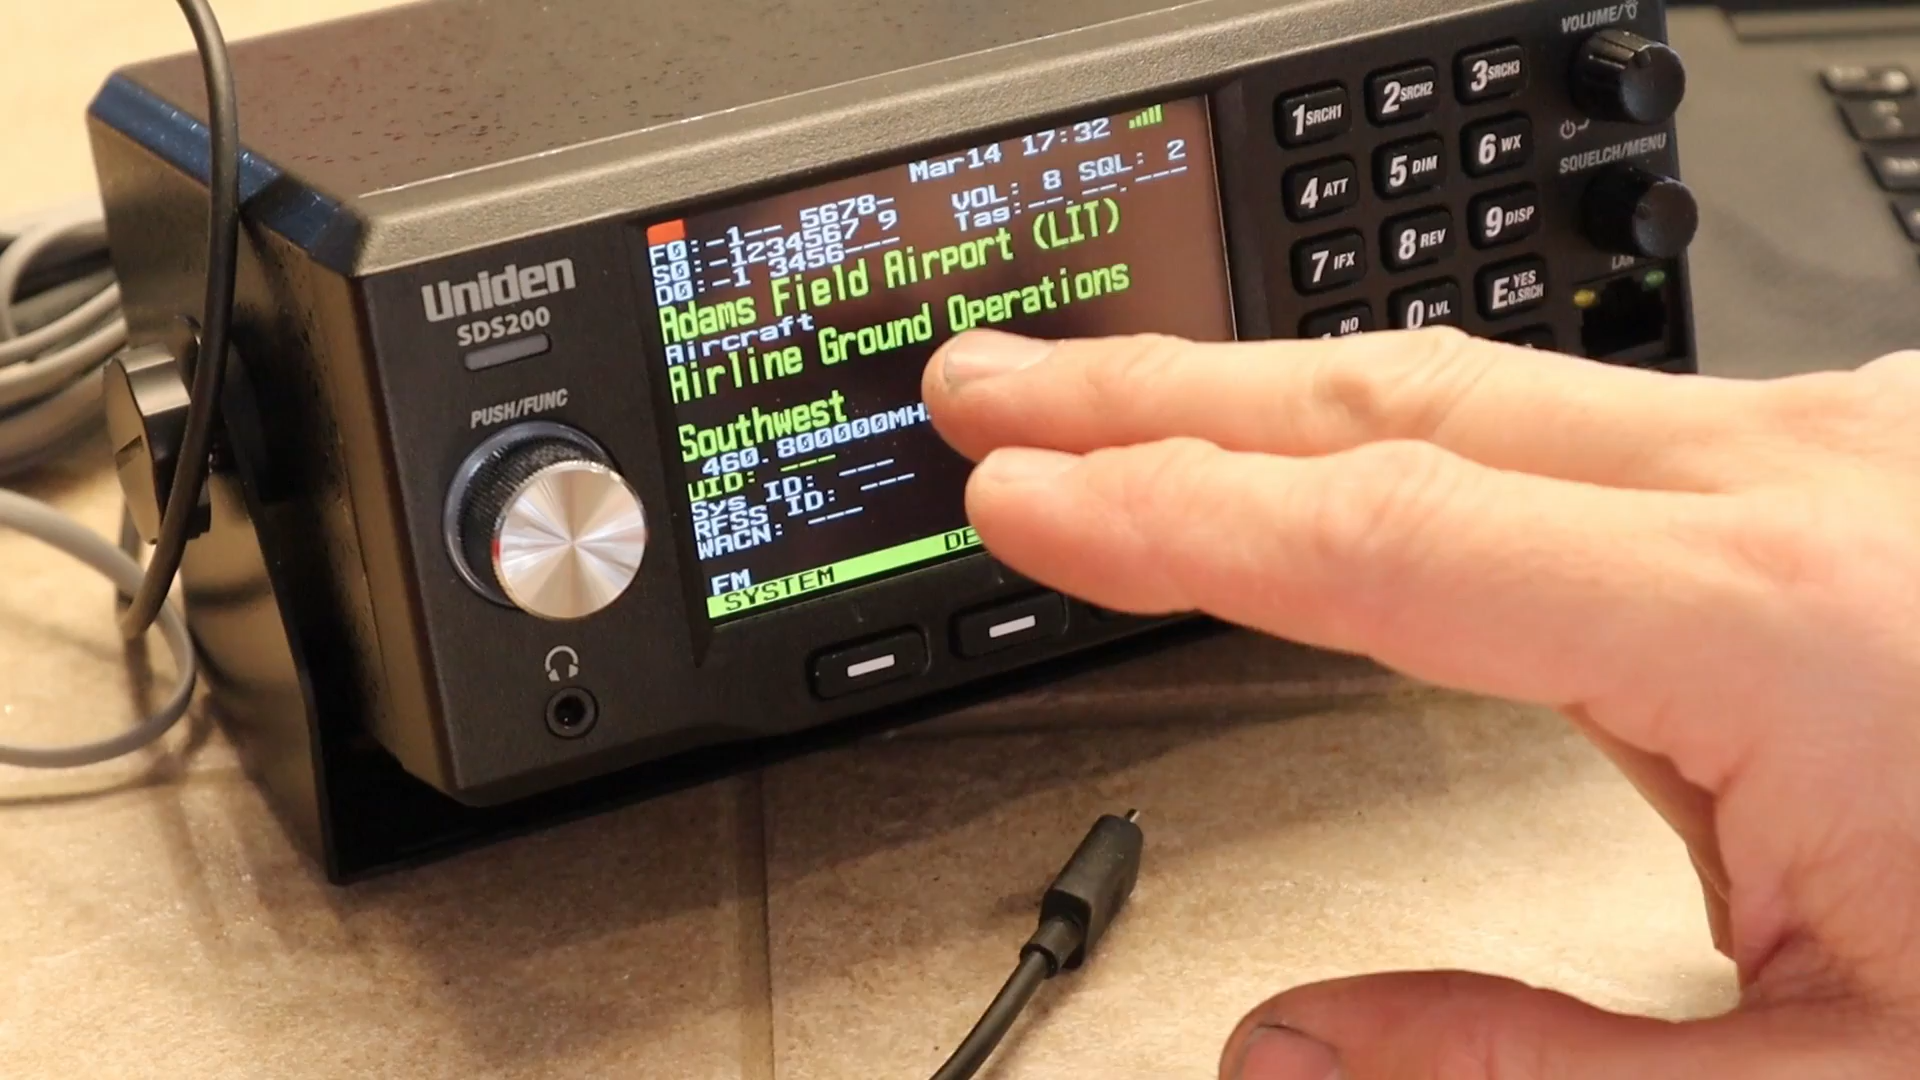 Mar14 17:32
VOL: 8 SQL: 2
F0:-1-- 5678-
Tag:--.--.---
S0:-1234567 9
D0:-1 3456---
Adams Field Airport (LIT)
Aircraft
Airline Ground Operations
Southwest
460.800000MH
UID: ---
Sys ID: ---
RFSS ID: ---
WACN: ---
FM
SYSTEM
DE
Uniden
SDS200
PUSH/FUNC
1 SRCH1
2 SRCH2
3 SRCH3
4 ATT
5 DIM
6 WX
7 IFX
8 REV
9 DISP
NO
0 LVL
E YES
O.SRCH
VOLUME/
SQUELCH/MENU
LAN